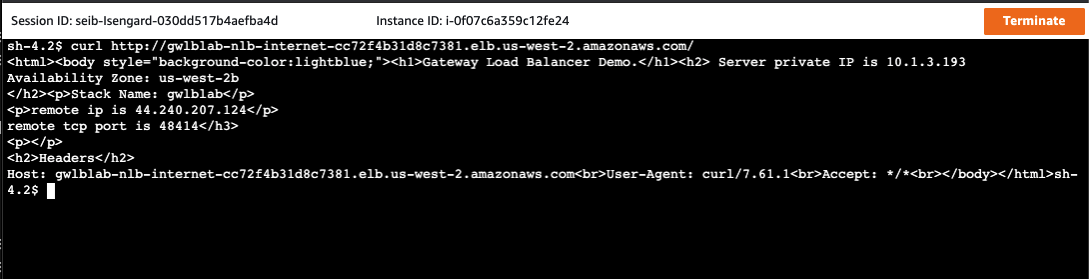 Session ID: seib-Isengard-030dd517b4aefba4d Instance ID: i-0f07c6a359c12fe24 Terminate
sh-4.2$ curl http://gwlblab-nlb-internet-cc72f4b31d8c7381.elb.us-west-2.amazonaws.com/
<html><body style="background-color:lightblue;"><h1>Gateway Load Balancer Demo.</h1><h2> Server private IP is 10.1.3.193
Availability Zone: us-west-2b
</h2><p>Stack Name: gwlblab</p>
<p>remote ip is 44.240.207.124</p>
remote tcp port is 48414</h3>
<p></p>
<h2>Headers</h2>
Host: gwlblab-nlb-internet-cc72f4b31d8c7381.elb.us-west-2.amazonaws.com<br>User-Agent: curl/7.61.1<br>Accept: */*<br></body></html>sh-
4.2$